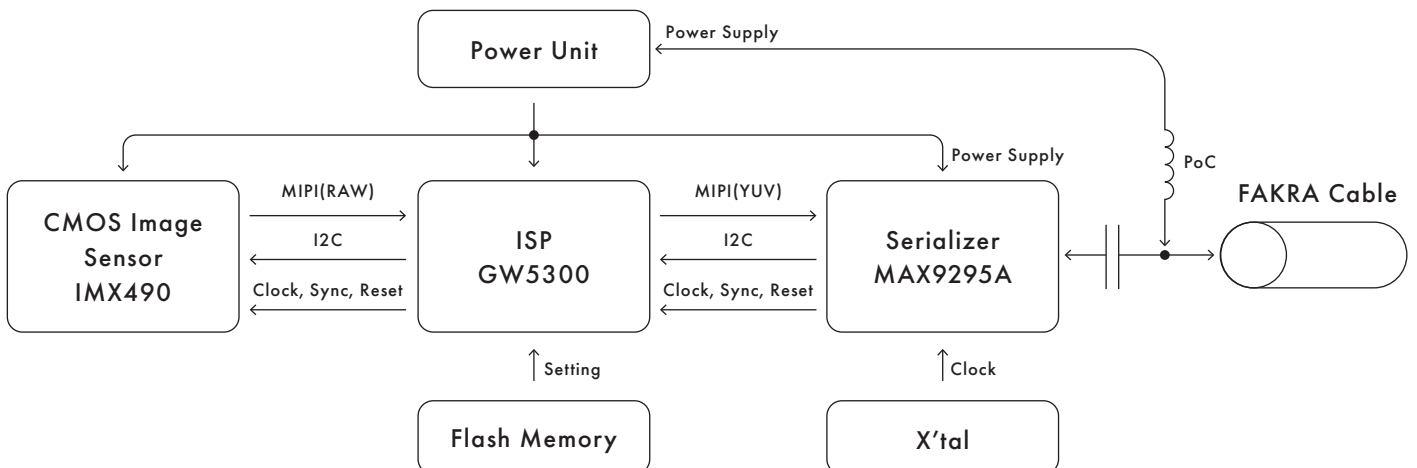 Power Unit
Power Supply
Power Supply
PoC
FAKRA Cable
CMOS Image
Sensor
IMX490
MIPI(RAW)
I2C
Clock, Sync, Reset
ISP
GW5300
MIPI(YUV)
I2C
Clock, Sync, Reset
Serializer
MAX9295A
Setting
Clock
Flash Memory
X’tal